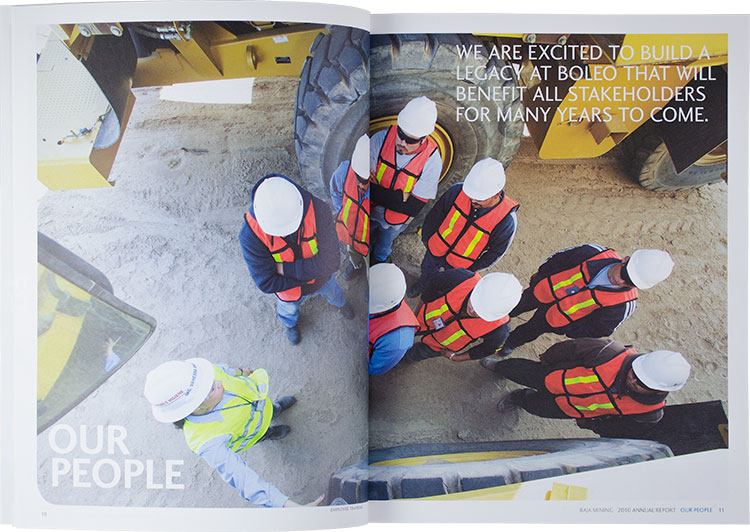 WE ARE EXCITED TO BUILD A
LEGACY AT BOLEO THAT WILL
BENEFIT ALL STAKEHOLDERS
FOR MANY YEARS TO COME.
OUR
PEOPLE
10
EMPLOYEE TRAINING
BAJA MINING 2010 ANNUAL REPORT OUR PEOPLE 11